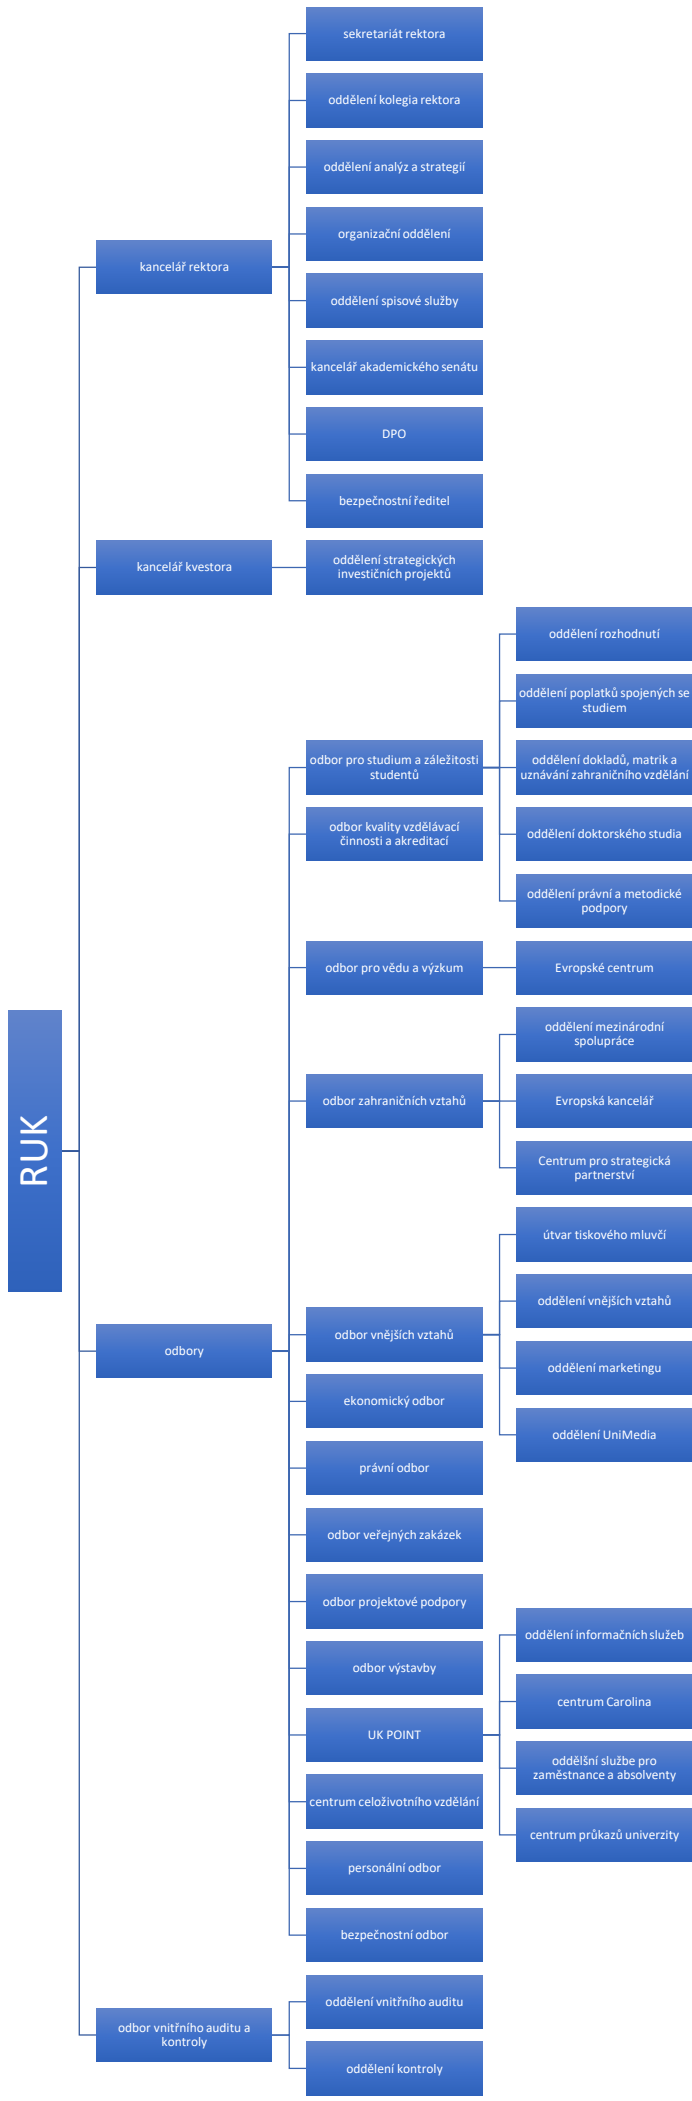 RUK
kancelář rektora
sekretariát rektora
oddělení kolegia rektora
oddělení analýz a strategií
organizační oddělení
oddělení spisové služby
kancelář akademického senátu
DPO
bezpečnostní ředitel
kancelář kvestora
oddělení strategických
investičních projektů
odbory
odbor pro studium a záležitosti
studentů
oddělení rozhodnutí
oddělení poplatků spojených se
studiem
oddělení dokladů, matrik a
uznávání zahraničního vzdělání
oddělení doktorského studia
oddělení právní a metodické
podpory
odbor kvality vzdělávací
činnosti a akreditací
odbor pro vědu a výzkum
Evropské centrum
odbor zahraničních vztahů
oddělení mezinárodní
spolupráce
Evropská kancelář
Centrum pro strategická
partnerství
odbor vnějších vztahů
útvar tiskového mluvčí
oddělení vnějších vztahů
oddělení marketingu
oddělení UniMedia
ekonomický odbor
právní odbor
odbor veřejných zakázek
odbor projektové podpory
odbor výstavby
UK POINT
oddělení informačních služeb
centrum Carolina
oddělšní službe pro
zaměstnance a absolventy
centrum průkazů univerzity
centrum celoživotního vzdělání
personální odbor
bezpečnostní odbor
odbor vnitřního auditu a
kontroly
oddělení vnitřního auditu
oddělení kontroly